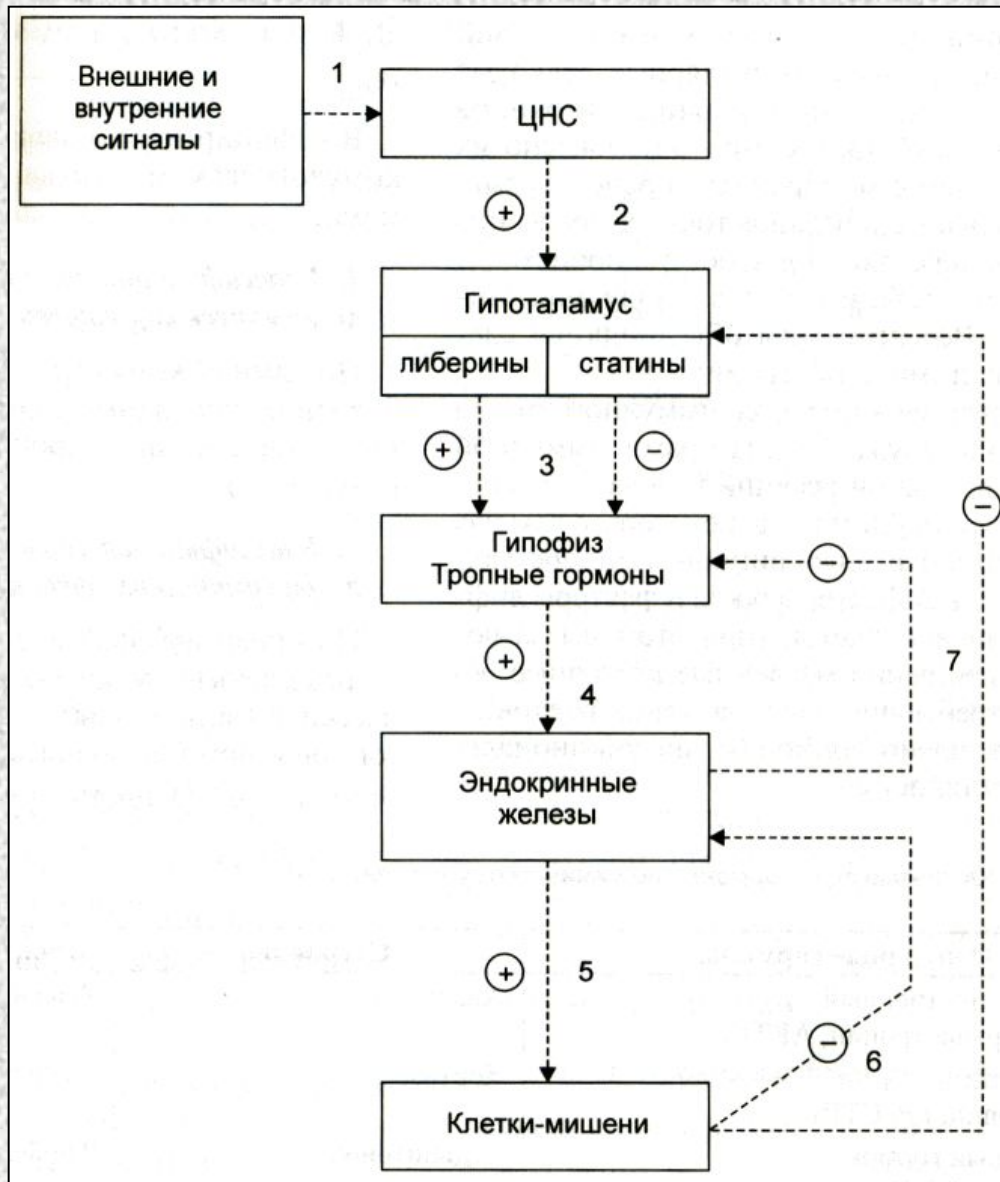 Внешние и
внутренние
сигналы
1
ЦНС
+
2
Гипоталамус
либерины
статины
+
3
−
−
Гипофиз
Тропные гормоны
−
7
+
4
Эндокринные
железы
+
5
−
6
Клетки-мишени